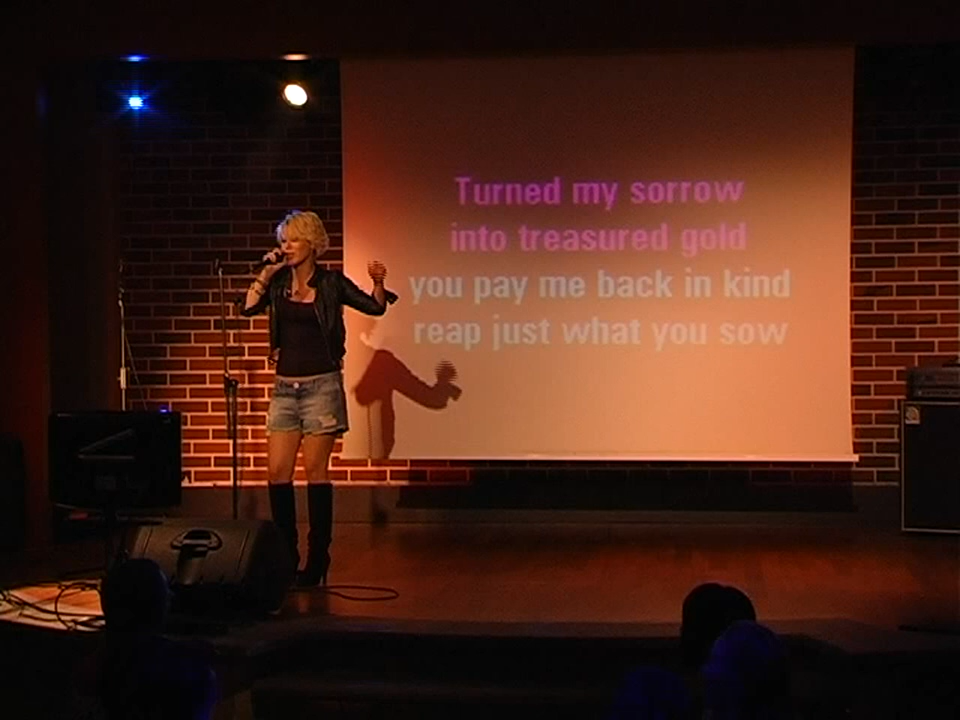 Turned my sorrow
into treasured gold
you pay me back in kind
reap just what you sow